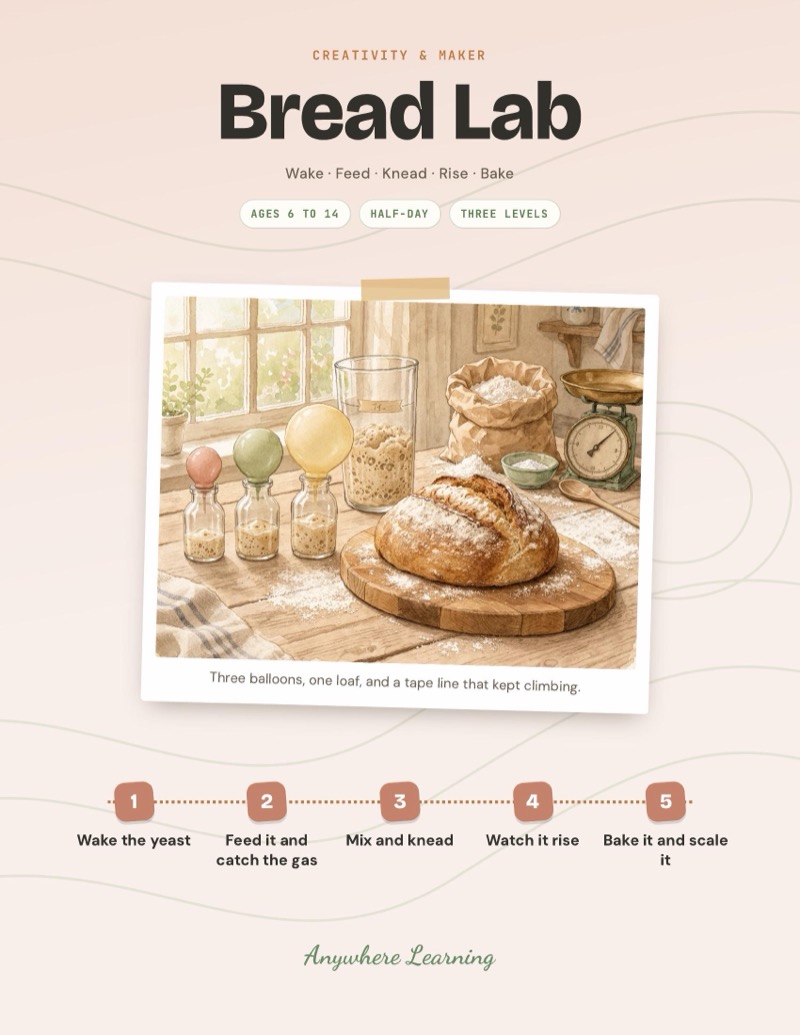 CREATIVITY & MAKER
Bread Lab
Wake · Feed · Knead · Rise · Bake
AGES 6 TO 14
HALF-DAY
THREE LEVELS
Three balloons, one loaf, and a tape line that kept climbing.
1
2
3
4
5
Wake the yeast
Feed it and
catch the gas
Mix and knead
Watch it rise
Bake it and scale
it
Anywhere Learning